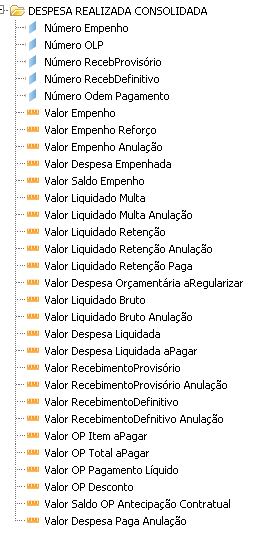 DESPESA REALIZADA CONSOLIDADA
Número Empenho
Número OLP
Número RecebProvisório
Número RecebDefinitivo
Número Odem Pagamento
Valor Empenho
Valor Empenho Reforço
Valor Empenho Anulação
Valor Despesa Empenhada
Valor Saldo Empenho
Valor Liquidado Multa
Valor Liquidado Multa Anulação
Valor Liquidado Retenção
Valor Liquidado Retenção Anulação
Valor Liquidado Retenção Paga
Valor Despesa Orçamentária aRegularizar
Valor Liquidado Bruto
Valor Liquidado Bruto Anulação
Valor Despesa Liquidada
Valor Despesa Liquidada aPagar
Valor RecebimentoProvisório
Valor RecebimentoProvisório Anulação
Valor RecebimentoDefinitivo
Valor RecebimentoDefnitivo Anulação
Valor OP Item aPagar
Valor OP Total aPagar
Valor OP Pagamento Líquido
Valor OP Desconto
Valor Saldo OP Antecipação Contratual
Valor Despesa Paga Anulação